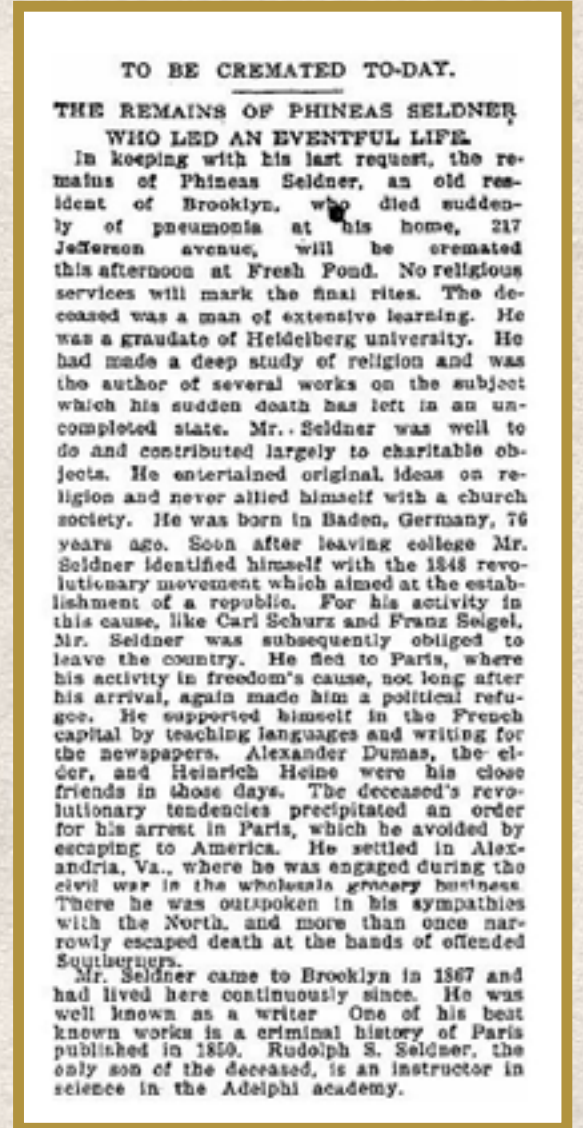 TO BE CREMATED TO-DAY.
THE REMAINS OF PHINEAS SELDNER,
WHO LED AN EVENTFUL LIFE.
In keeping with his last request, the re-
mains of Phineas Seldner, an old res-
ident of Brooklyn, who died sudden-
ly of pneumonia at his home, 217
Jefferson avenue, will be cremated
this afternoon at Fresh Pond. No religious
services will mark the final rites. The de-
ceased was a man of extensive learning. He
was a graudate of Heidelberg university. He
had made a deep study of religion and was
the author of several works on the subject
which his sudden death has left in an un-
completed state. Mr. Seldner was well to
do and contributed largely to charitable ob-
jects. He entertained original ideas on re-
ligion and never allied himself with a church
society. He was born in Baden, Germany, 76
years ago. Soon after leaving college Mr.
Seldner identified himself with the 1848 revo-
lutionary movement which aimed at the estab-
lishment of a republic. For his activity in
this cause, like Carl Schurz and Franz Seigel,
Mr. Seldner was subsequently obliged to
leave the country. He fled to Paris, where
his activity in freedom's cause, not long after
his arrival, again made him a political refu-
gee. He supported himself in the French
capital by teaching languages and writing for
the newspapers. Alexander Dumas, the el-
der, and Heinrich Heine were his close
friends in those days. The deceased's revo-
lutionary tendencies precipitated an order
for his arrest in Paris, which he avoided by
escaping to America. He settled in Alex-
andria, Va., where he was engaged during the
civil war in the wholesale grocery business.
There he was outspoken in his sympathies
with the North, and more than once nar-
rowly escaped death at the hands of offended
Southerners.
Mr. Seldner came to Brooklyn in 1867 and
had lived here continuously since. He was
well known as a writer One of his best
known works is a criminal history of Paris
published in 1850. Rudolph S. Seldner, the
only son of the deceased, is an instructor in
science in the Adelphi academy.